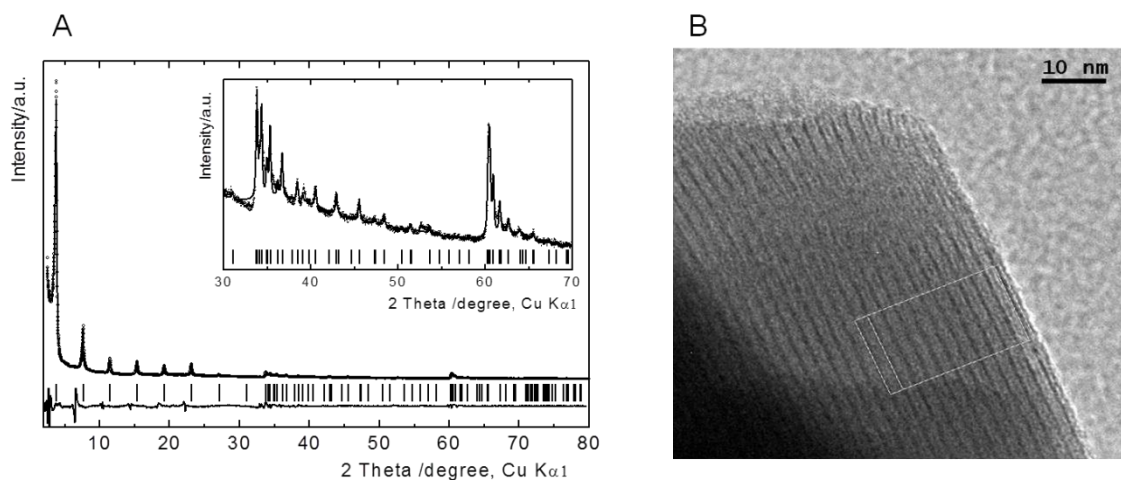 A
B
Intensity/a.u.
Intensity/a.u.
30 40 50 60 70
2 Theta /degree, Cu Kα1
10 20 30 40 50 60 70 80
2 Theta /degree, Cu Kα1
10 nm